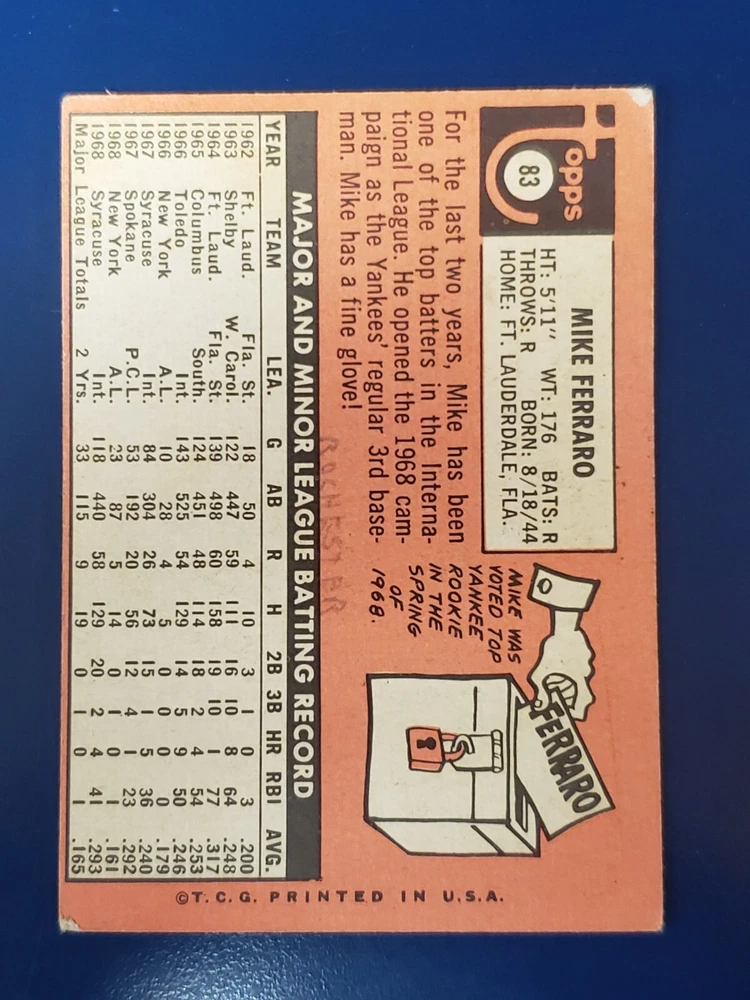 Topps
83
MIKE FERRARO
HT: 5'11" WT: 176 BATS: R
THROWS: R BORN: 8/18/44
HOME: FT. LAUDERDALE, FLA.
For the last two years, Mike has been
one of the top batters in the Interna-
tional League. He opened the 1968 cam-
paign as the Yankees' regular 3rd base-
man. Mike has a fine glove!
MIKE WAS
VOTED TOP
YANKEE
ROOKIE
IN THE
SPRING
OF
1968.
FERRARO
ROCHESTER
MAJOR AND MINOR LEAGUE BATTING RECORD
YEAR TEAM LEA. G AB R H 2B 3B HR RBI AVG.
1962 Ft. Laud. Fla. St. 18 50 4 10 3 1 0 3 .200
1963 Shelby W. Carol. 122 447 59 111 16 10 8 64 .248
1964 Ft. Laud. Fla. St. 139 498 60 158 19 10 1 77 .317
1965 Columbus South. 124 451 48 114 18 2 4 54 .253
1966 Toledo Int. 143 525 54 129 14 5 9 50 .246
1966 New York A.L. 10 28 4 5 0 0 0 0 .179
1967 Syracuse Int. 84 304 26 73 15 1 5 36 .240
1967 Spokane P.C.L. 53 192 20 56 12 4 1 23 .292
1968 New York A.L. 23 87 5 14 0 1 0 1 .161
1968 Syracuse Int. 118 440 58 129 20 2 4 41 .293
Major League Totals 2 Yrs. 33 115 9 19 0 1 0 1 .165
©T.C.G. PRINTED IN U.S.A.